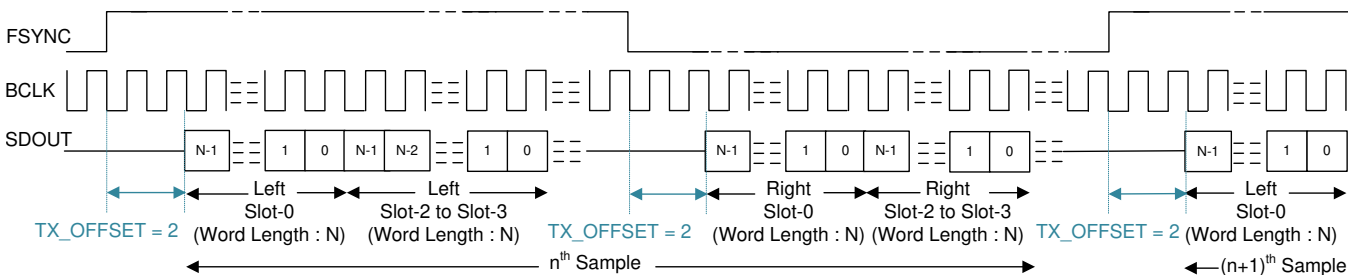 FSYNC
BCLK
SDOUT
N-1 1 0 N-1 N-2 1 0 N-1 1 0 N-1 1 0 N-1 1 0
Left Left Right Right Left
Slot-0 Slot-2 to Slot-3 Slot-0 Slot-2 to Slot-3 Slot-0
TX_OFFSET = 2 (Word Length : N) (Word Length : N) TX_OFFSET = 2 (Word Length : N) (Word Length : N) TX_OFFSET = 2 (Word Length : N)
nth Sample (n+1)th Sample